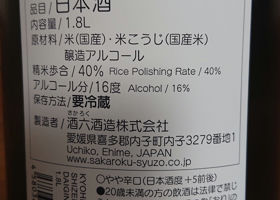 品目/日本酒
内容量/1.8L
原材料/米(国産)・米こうじ(国産米)
醸造アルコール
精米歩合/40% Rice Polishing Rate / 40%
アルコール分/16度 Alcohol / 16%
保存方法/要冷蔵
さかろく
製造者/酒六酒造株式会社
愛媛県喜多郡内子町内子3279番地1
Uchiko, Ehime, JAPAN
www.sakaroku-syuzo.co.jp
○やや辛口(日本酒度 +5前後)
●20歳未満の方の飲酒は法律で禁じ